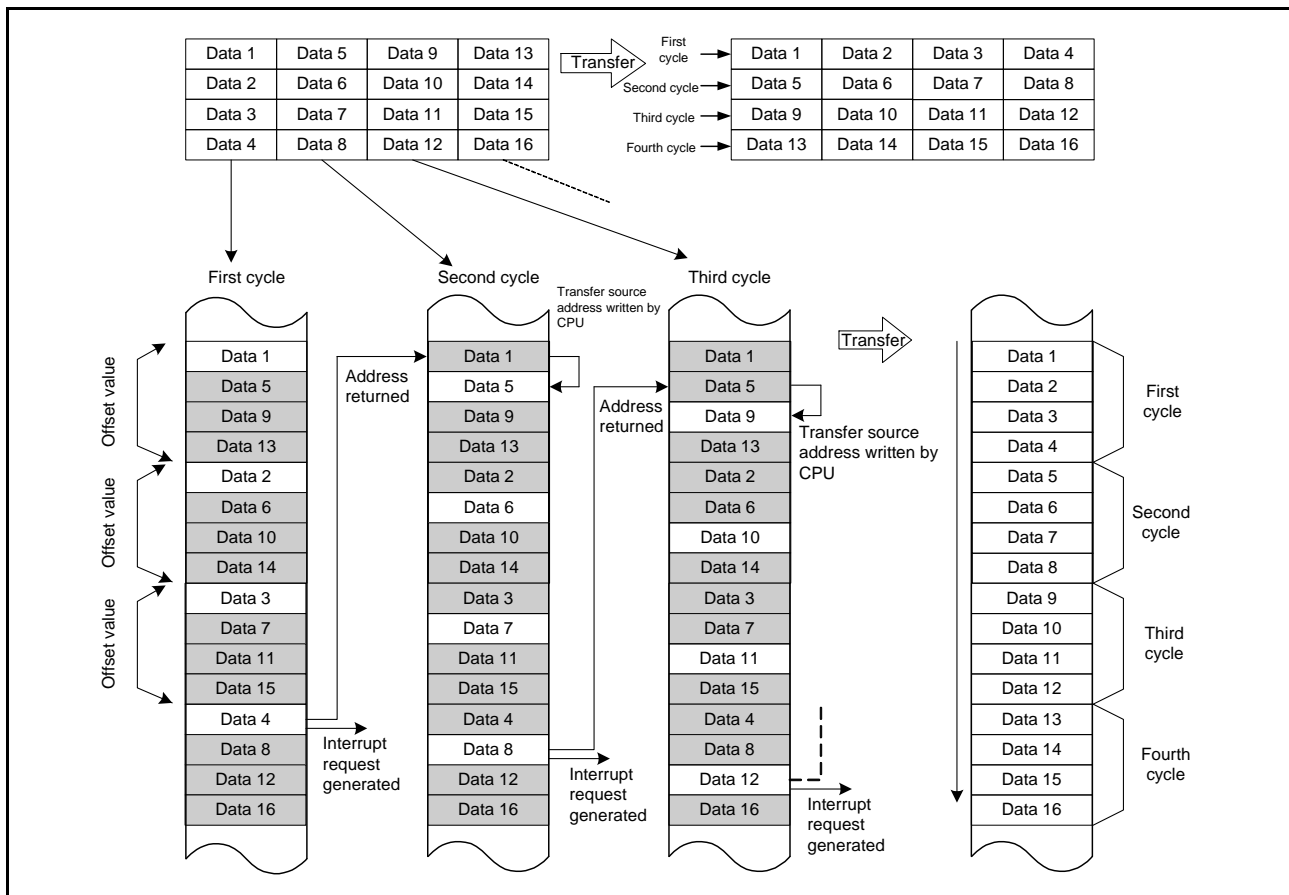 Data 1 Data 5 Data 9 Data 13
Data 2 Data 6 Data 10 Data 14
Data 3 Data 7 Data 11 Data 15
Data 4 Data 8 Data 12 Data 16
Transfer
First
cycle
Second cycle
Third cycle
Fourth cycle
Data 1 Data 2 Data 3 Data 4
Data 5 Data 6 Data 7 Data 8
Data 9 Data 10 Data 11 Data 12
Data 13 Data 14 Data 15 Data 16
First cycle
Offset value
Offset value
Offset value
Data 1
Data 5
Data 9
Data 13
Data 2
Data 6
Data 10
Data 14
Data 3
Data 7
Data 11
Data 15
Data 4
Data 8
Data 12
Data 16
Address
returned
Interrupt
request
generated
Second cycle
Transfer source
address written by
CPU
Data 1
Data 5
Data 9
Data 13
Data 2
Data 6
Data 10
Data 14
Data 3
Data 7
Data 11
Data 15
Data 4
Data 8
Data 12
Data 16
Address
returned
Interrupt
request
generated
Third cycle
Data 1
Data 5
Data 9
Data 13
Data 2
Data 6
Data 10
Data 14
Data 3
Data 7
Data 11
Data 15
Data 4
Data 8
Data 12
Data 16
Transfer source
address written by
CPU
Interrupt
request
generated
Transfer
Data 1
Data 2
Data 3
Data 4
Data 5
Data 6
Data 7
Data 8
Data 9
Data 10
Data 11
Data 12
Data 13
Data 14
Data 15
Data 16
First
cycle
Second
cycle
Third
cycle
Fourth
cycle